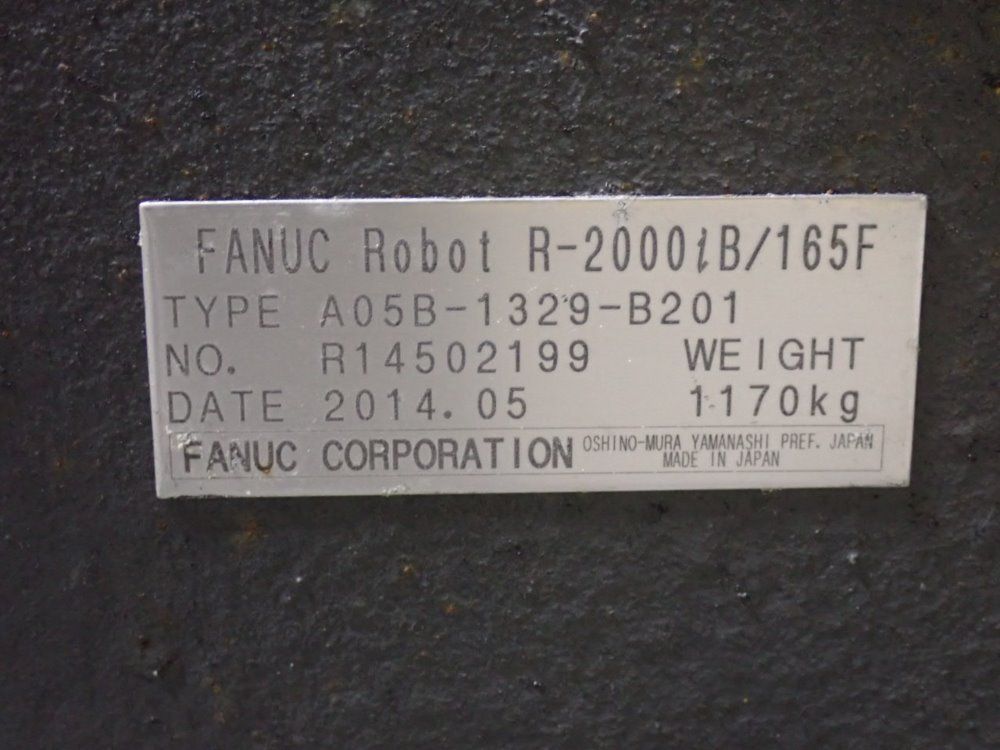 FANUC Robot R-2000iB/165F
TYPE A05B-1329-B201
NO. R14502199 WEIGHT
DATE 2014.05 1170kg
FANUC CORPORATION OSHINO-MURA YAMANASHI PREF. JAPAN
MADE IN JAPAN